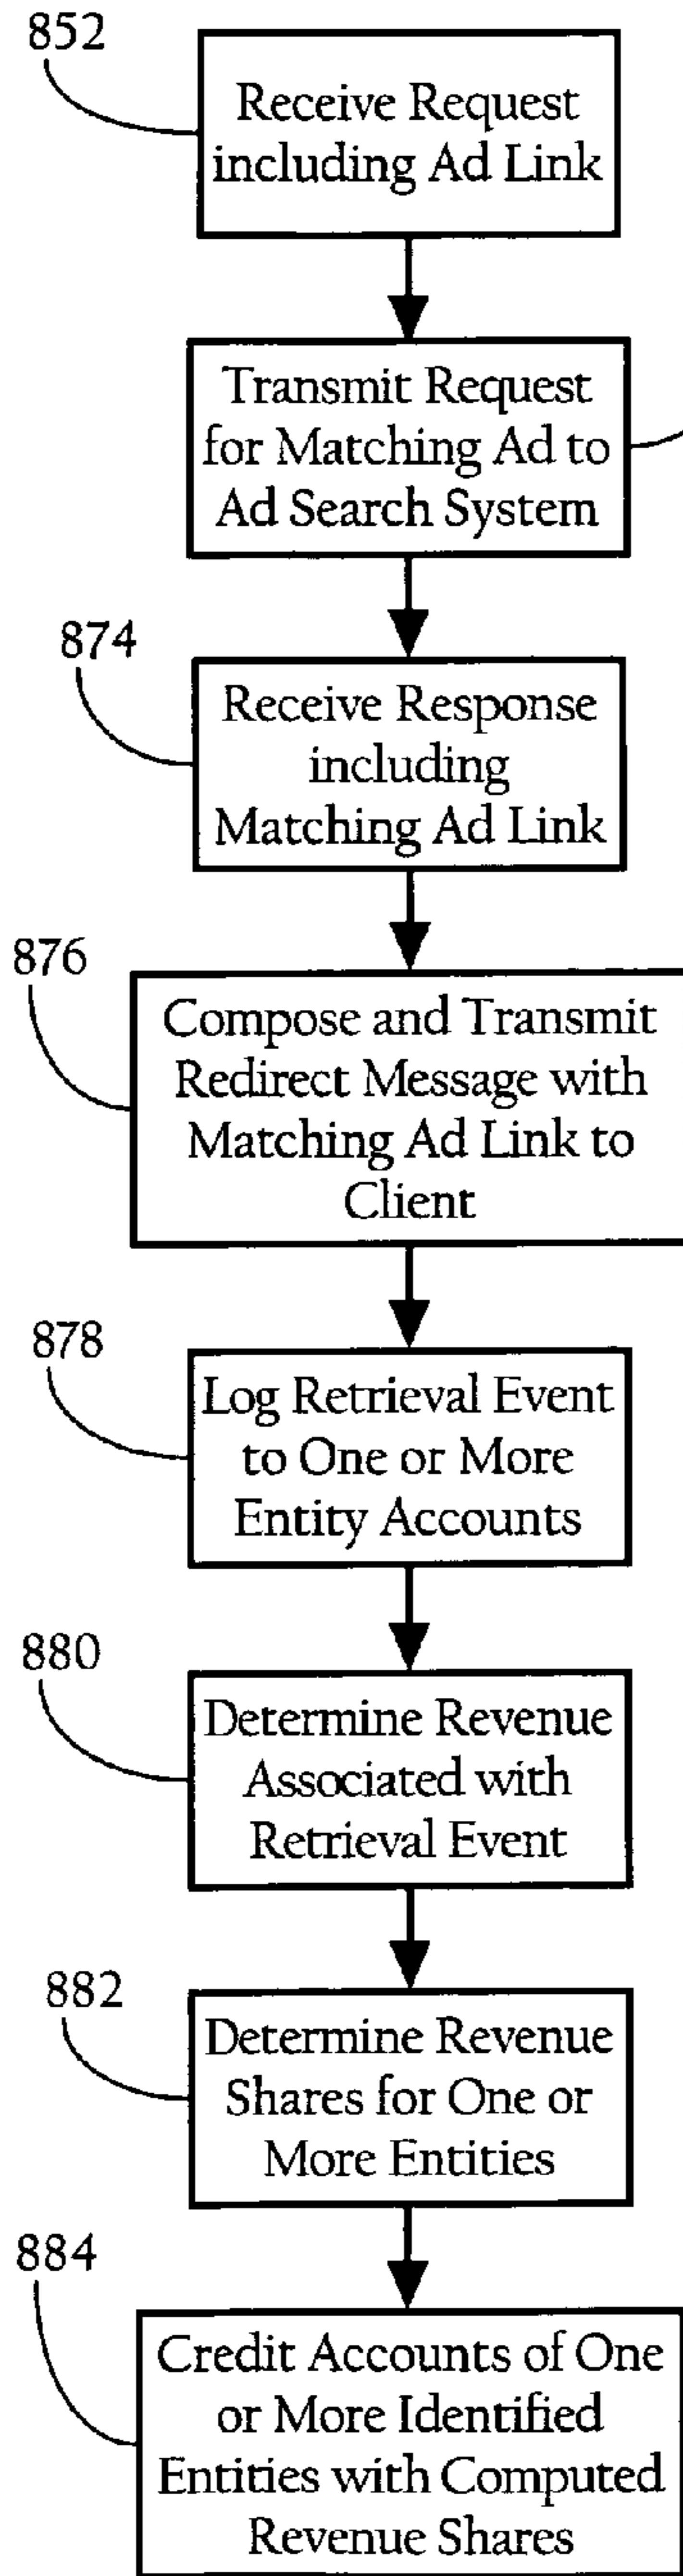 852
Receive Request
including Ad Link
Transmit Request
for Matching Ad to
Ad Search System
874
Receive Response
including
Matching Ad Link
876
Compose and Transmit
Redirect Message with
Matching Ad Link to
Client
878
Log Retrieval Event
to One or More
Entity Accounts
880
Determine Revenue
Associated with
Retrieval Event
882
Determine Revenue
Shares for One or
More Entities
884
Credit Accounts of One
or More Identified
Entities with Computed
Revenue Shares